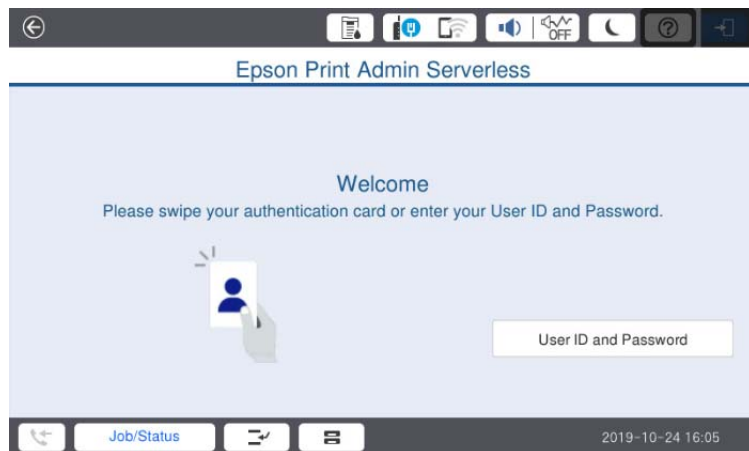 OFF
Epson Print Admin Serverless
Welcome
Please swipe your authentication card or enter your User ID and Password.
User ID and Password
Job/Status
2019-10-24 16:05